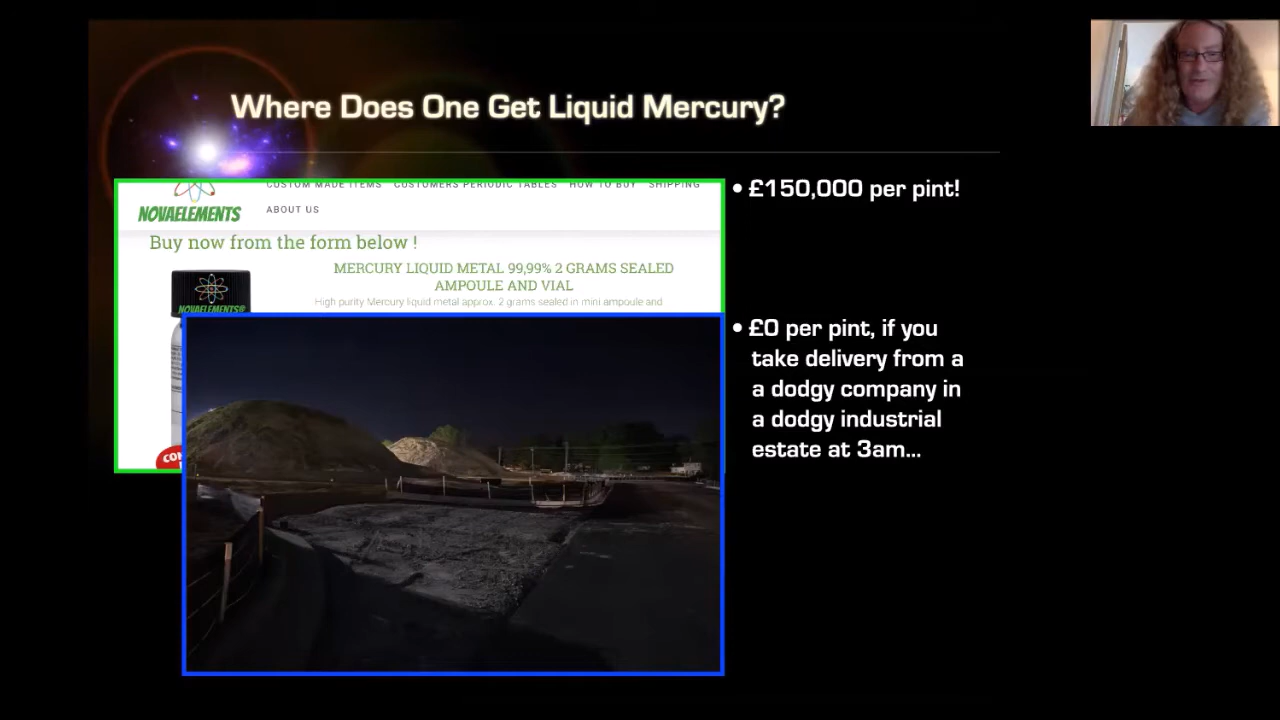 Where Does One Get Liquid Mercury?
CUSTOM MADE ITEMS CUSTOMERS PERIODIC TABLES HOW TO BUY SHIPPING
NOVAELEMENTS
ABOUT US
Buy now from the form below !
MERCURY LIQUID METAL 99,99% 2 GRAMS SEALED
AMPOULE AND VIAL
High purity Mercury liquid metal approx. 2 grams sealed in mini ampoule and
NOVAELEMENTS®
• £150,000 per pint!
• £0 per pint, if you
take delivery from a
a dodgy company in
a dodgy industrial
estate at 3am...